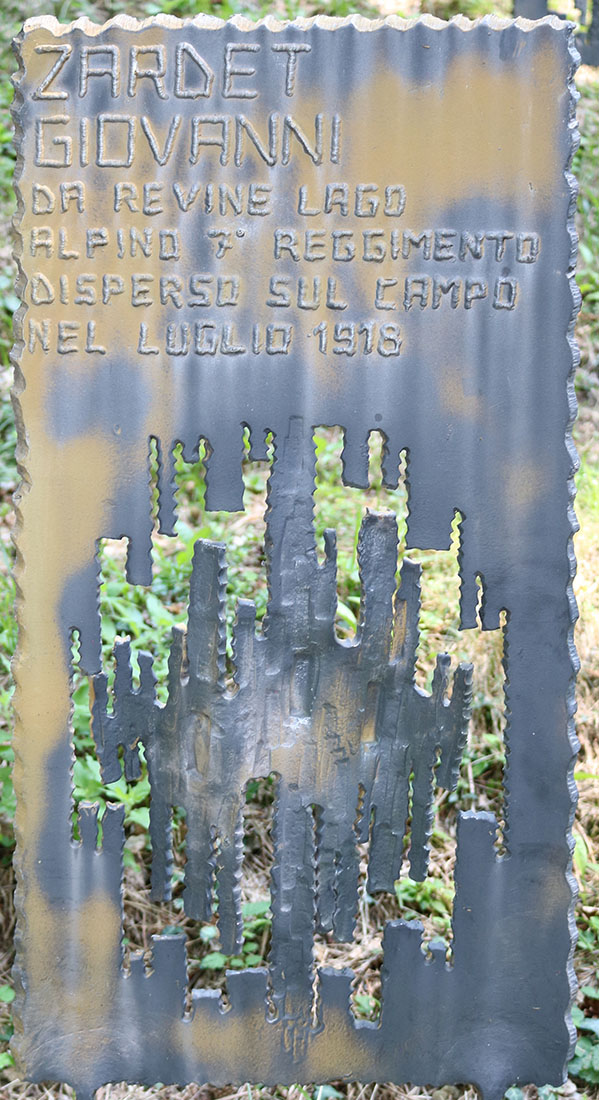 ZARDET
GIOVANNI
DA REVINE LAGO
ALPINO 7° REGGIMENTO
DISPERSO SUL CAMPO
NEL LUGLIO 1918